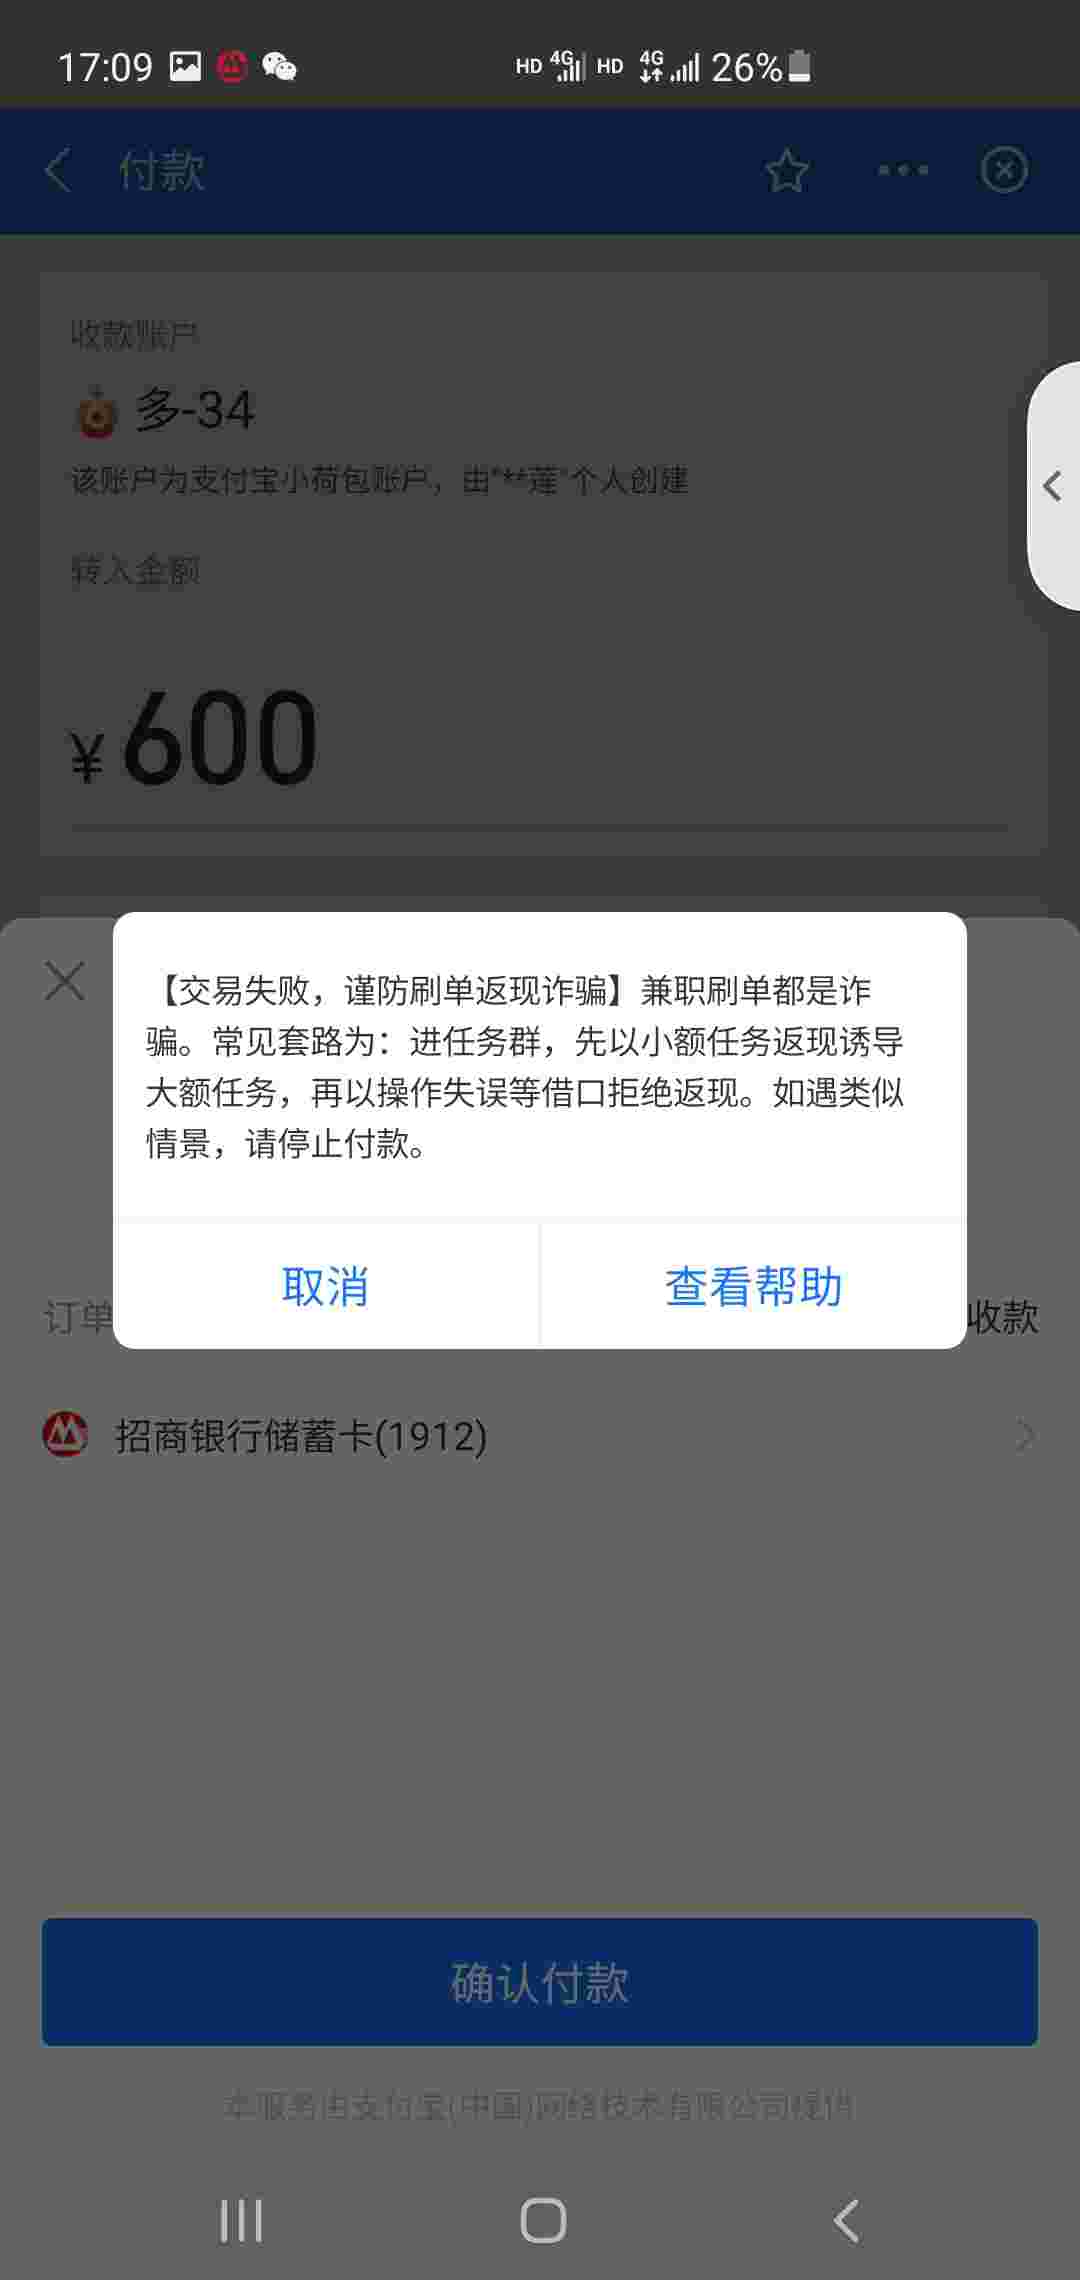 17:09
HD 4G HD 4G 26%
付款
收款账户
多-34
该账户为支付宝小荷包账户，由"**莲"个人创建
转入金额
¥600
【交易失败，谨防刷单返现诈骗】兼职刷单都是诈
骗。常见套路为：进任务群，先以小额任务返现诱导
大额任务，再以操作失误等借口拒绝返现。如遇类似
情景，请停止付款。
取消
查看帮助
订单
收款
招商银行储蓄卡(1912)
确认付款
本服务由支付宝(中国)网络技术有限公司提供